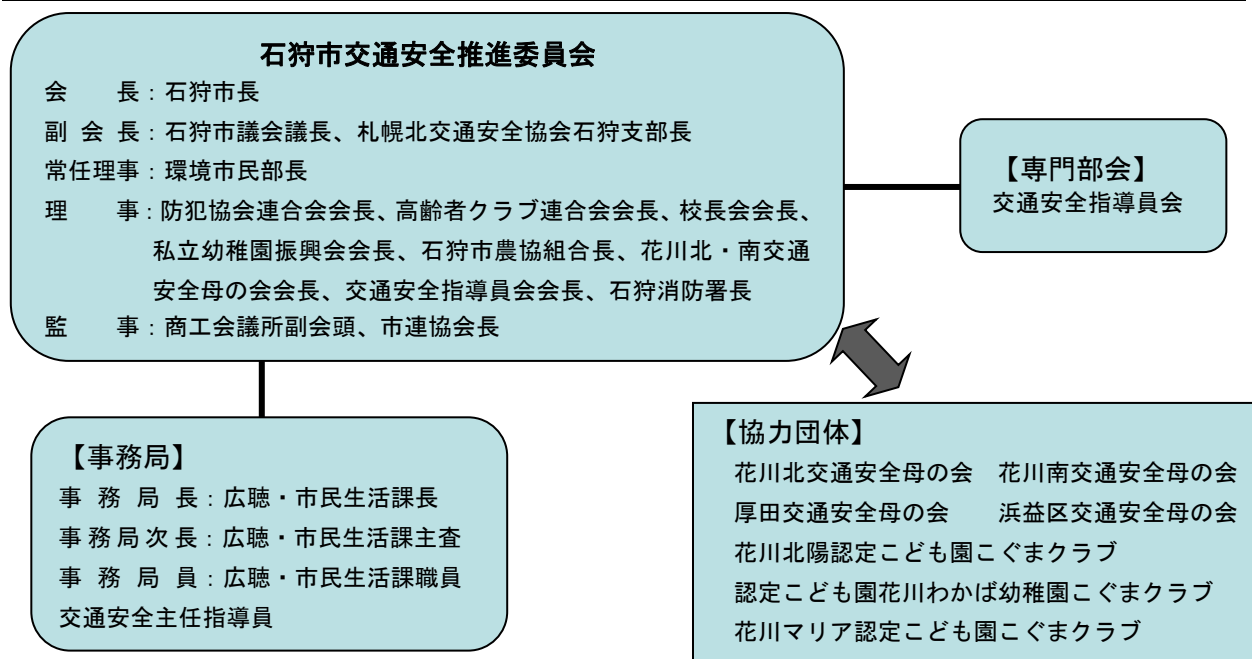 石狩市交通安全推進委員会
会　　長：石狩市長
副 会 長：石狩市議会議長、札幌北交通安全協会石狩支部長
常任理事：環境市民部長
理　　事：防犯協会連合会会長、高齢者クラブ連合会会長、校長会会長、
私立幼稚園振興会会長、石狩市農協組合長、花川北・南交通
安全母の会会長、交通安全指導員会会長、石狩消防署長
監　　事：商工会議所副会頭、市連協会長
【専門部会】
交通安全指導員会
【事務局】
事 務 局 長：広聴・市民生活課長
事務局次長：広聴・市民生活課主査
事 務 局 員：広聴・市民生活課職員
交通安全主任指導員
【協力団体】
花川北交通安全母の会　花川南交通安全母の会
厚田交通安全母の会　　浜益区交通安全母の会
花川北陽認定こども園こぐまクラブ
認定こども園花川わかば幼稚園こぐまクラブ
花川マリア認定こども園こぐまクラブ